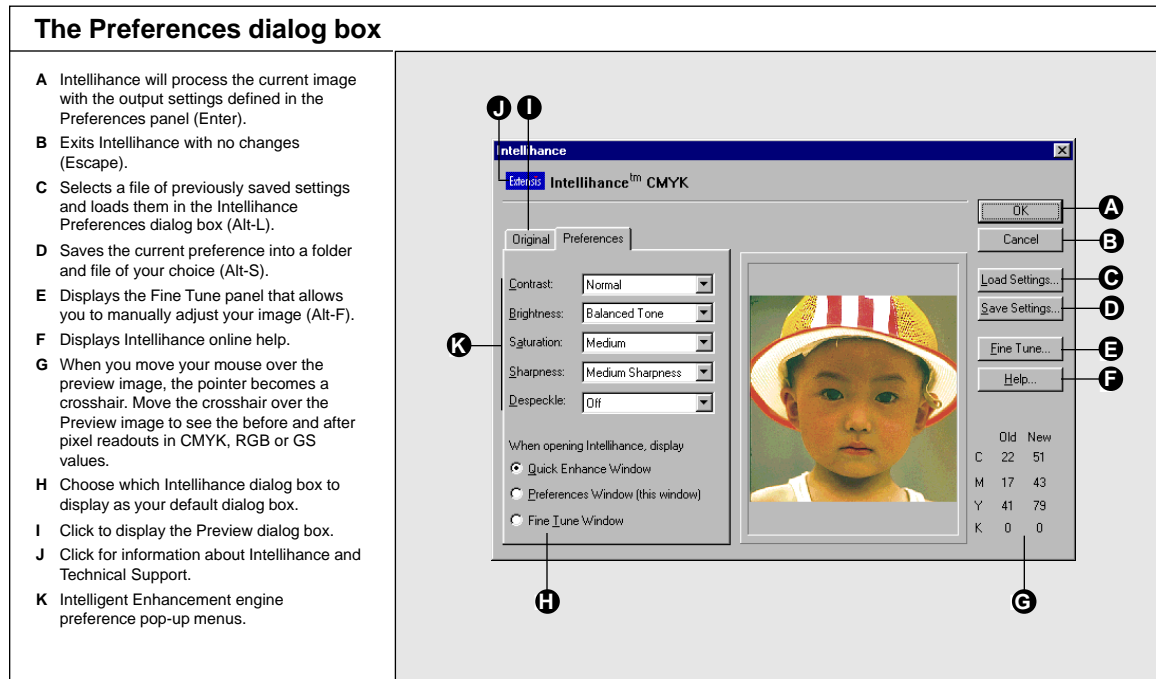 The Preferences dialog box
A Intellihance will process the current image
with the output settings defined in the
Preferences panel (Enter).
B Exits Intellihance with no changes
(Escape).
C Selects a file of previously saved settings
and loads them in the Intellihance
Preferences dialog box (Alt-L).
D Saves the current preference into a folder
and file of your choice (Alt-S).
E Displays the Fine Tune panel that allows
you to manually adjust your image (Alt-F).
F Displays Intellihance online help.
G When you move your mouse over the
preview image, the pointer becomes a
crosshair. Move the crosshair over the
Preview image to see the before and after
pixel readouts in CMYK, RGB or GS
values.
H Choose which Intellihance dialog box to
display as your default dialog box.
I Click to display the Preview dialog box.
J Click for information about Intellihance and
Technical Support.
K Intelligent Enhancement engine
preference pop-up menus.
J I
Intellihance
Extensis Intellihance tm CMYK
OK A
Cancel B
Load Settings... C
Save Settings... D
Fine Tune... E
Help... F
Original Preferences
Contrast: Normal
Brightness: Balanced Tone
K Saturation: Medium
Sharpness: Medium Sharpness
Despeckle: Off
When opening Intellihance, display
Quick Enhance Window
Preferences Window (this window)
Fine Tune Window
Old New
C 22 51
M 17 43
Y 41 79
K 0 0
H G